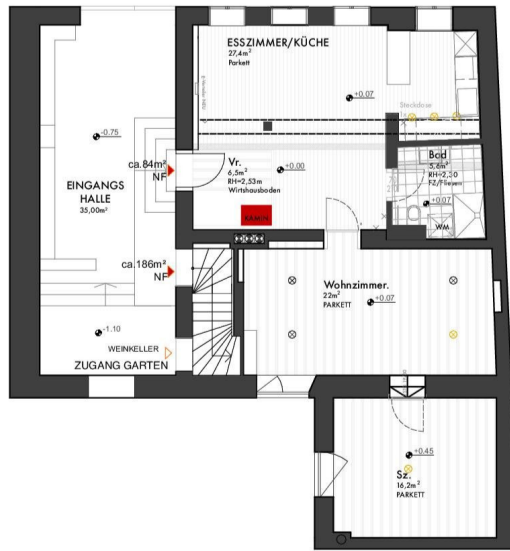 ESSZIMMER/KÜCHE
27,4m²
Parkett
+0.07
Steckdose
-0.75
ca.84m²
NF
Vr.
6,5m²
RH=2,53m
Wirtshausboden
+0.00
Bad
5,6m²
RH=2,30
FZ/Fliesen
+0.07
EINGANGS
HALLE
35,00m²
KAMIN
WM
ca.186m²
NF
Wohnzimmer.
22m²
PARKETT
+0.07
-1.10
WEINKELLER
ZUGANG GARTEN
+0.45
Sz.
16,2m²
PARKETT